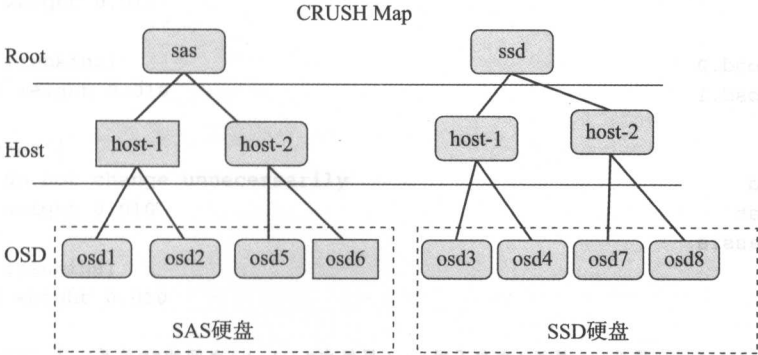 CRUSH Map
Root sas ssd
Host host-1 host-2 host-1 host-2
unnecessarily
OSD osd1 osd2 osd5 osd6 osd3 osd4 osd7 osd8
SAS硬盘 SSD硬盘